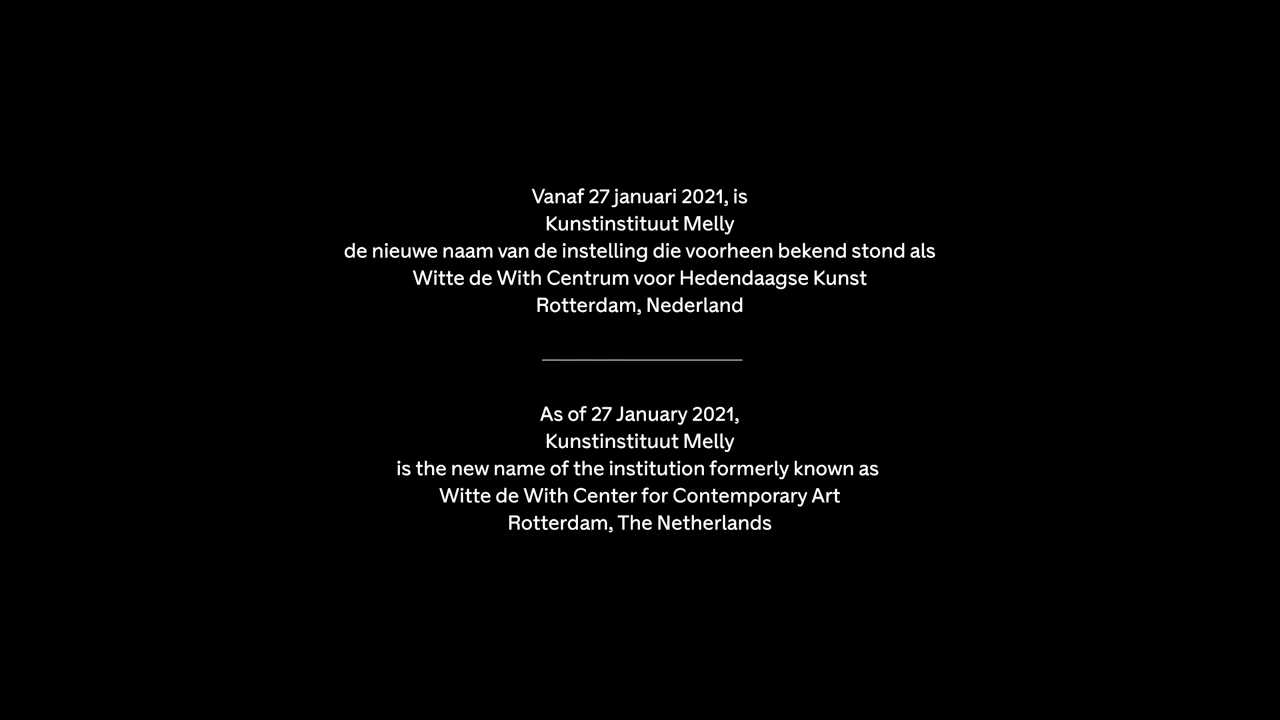 Vanaf 27 januari 2021, is
Kunstinstituut Melly
de nieuwe naam van de instelling die voorheen bekend stond als
Witte de With Centrum voor Hedendaagse Kunst
Rotterdam, Nederland
As of 27 January 2021,
Kunstinstituut Melly
is the new name of the institution formerly known as
Witte de With Center for Contemporary Art
Rotterdam, The Netherlands